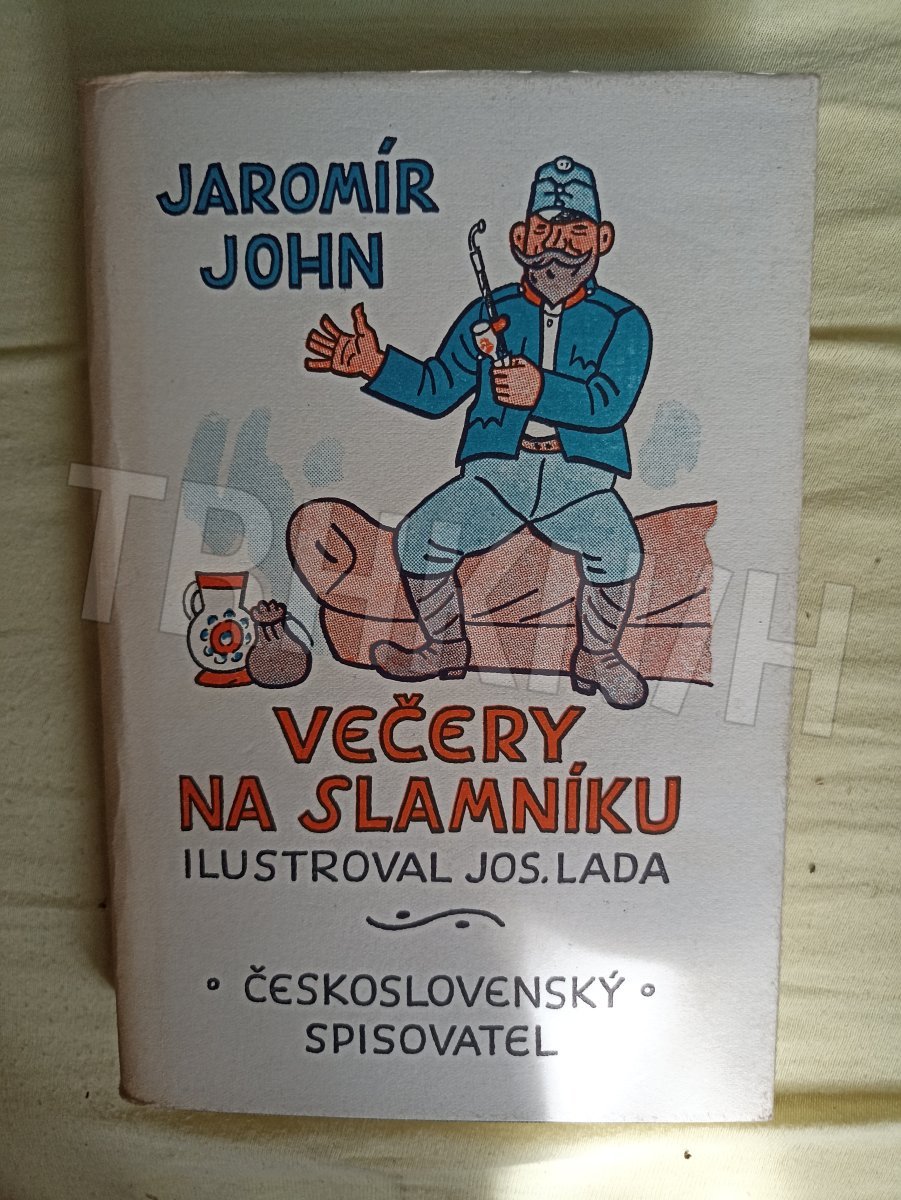 JAROMÍR
JOHN
VEČERY
NA SLAMNÍKU
ILUSTROVAL JOS. LADA
ČESKOSLOVENSKÝ
SPISOVATEL